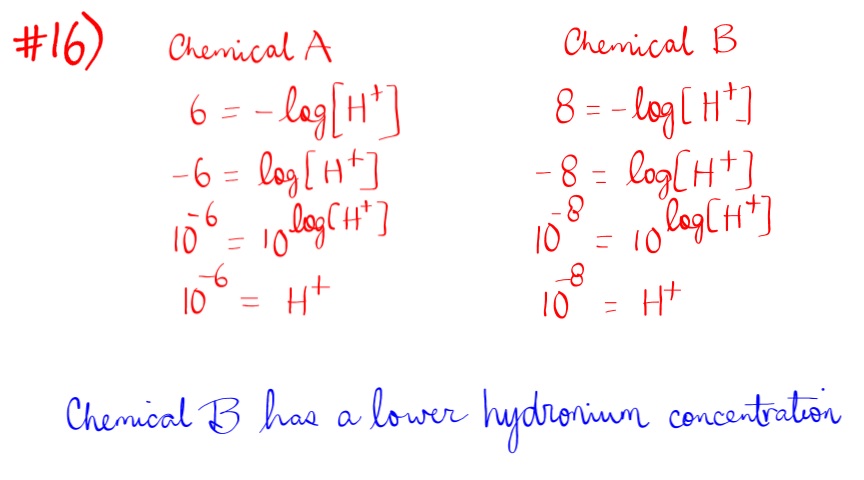 #16) Chemical A Chemical B
6 = -log[H⁺] 8 = -log[H⁺]
-6 = log[H⁺] -8 = log[H⁺]
10⁻⁶ = 10^log[H⁺] 10⁻⁸ = 10^log[H⁺]
10⁻⁶ = H⁺ 10⁻⁸ = H⁺
Chemical B has a lower hydronium concentration